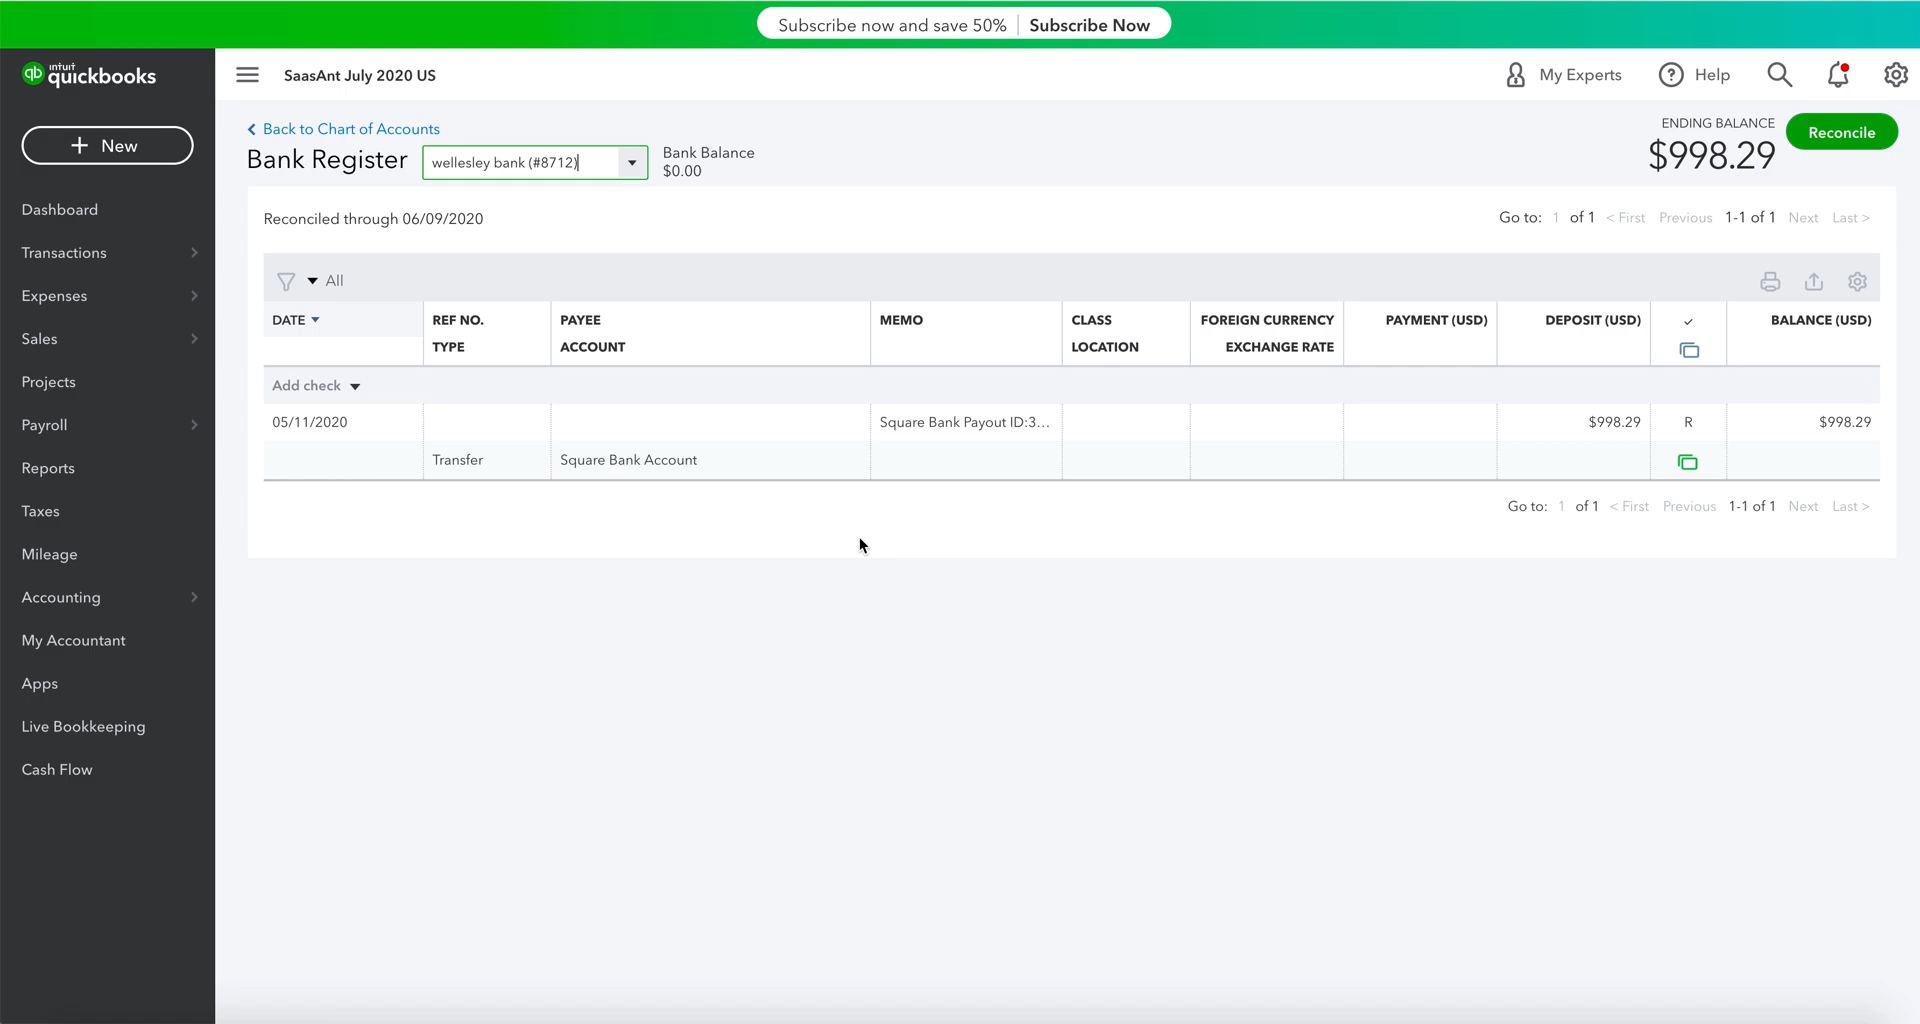 Subscribe now and save 50% Subscribe Now
intuit
quickbooks
SaasAnt July 2020 US
My Experts
Help
+ New
Dashboard
Transactions
Expenses
Sales
Projects
Payroll
Reports
Taxes
Mileage
Accounting
My Accountant
Apps
Live Bookkeeping
Cash Flow
Back to Chart of Accounts
Bank Register
wellesley bank (#8712)
Bank Balance
$0.00
ENDING BALANCE
$998.29
Reconcile
Reconciled through 06/09/2020
Go to: 1 of 1 < First Previous 1-1 of 1 Next Last >
All
DATE REF NO. PAYEE MEMO CLASS FOREIGN CURRENCY PAYMENT (USD) DEPOSIT (USD) ✓ BALANCE (USD)
TYPE ACCOUNT LOCATION EXCHANGE RATE
Add check
05/11/2020 Square Bank Payout ID:3... $998.29 R $998.29
Transfer Square Bank Account
Go to: 1 of 1 < First Previous 1-1 of 1 Next Last >